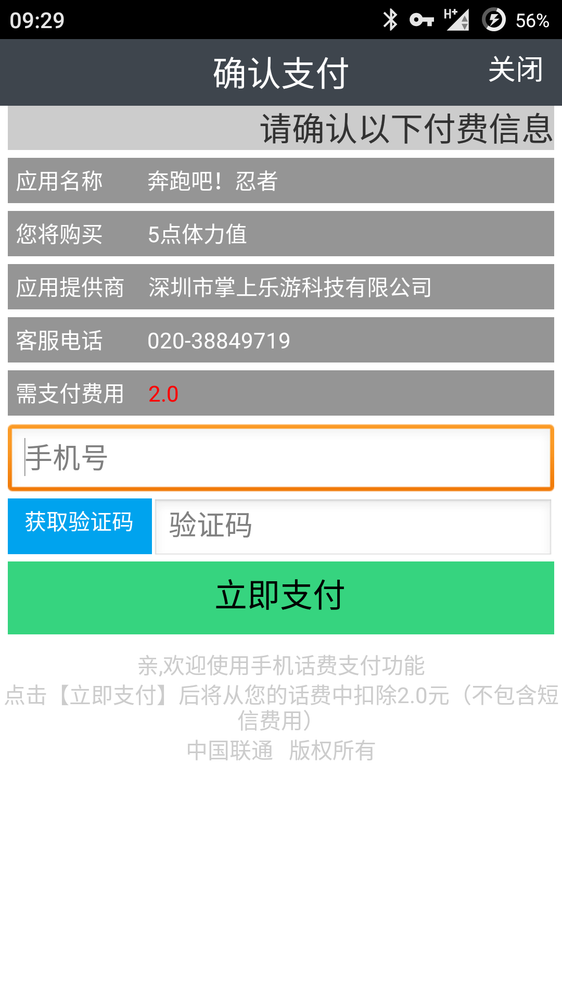 09:29
H+
56%
确认支付
关闭
请确认以下付费信息
应用名称 奔跑吧！忍者
您将购买 5点体力值
应用提供商 深圳市掌上乐游科技有限公司
客服电话 020-38849719
需支付费用 2.0
手机号
获取验证码 验证码
立即支付
亲,欢迎使用手机话费支付功能
点击【立即支付】后将从您的话费中扣除2.0元（不包含短
信费用）
中国联通 版权所有